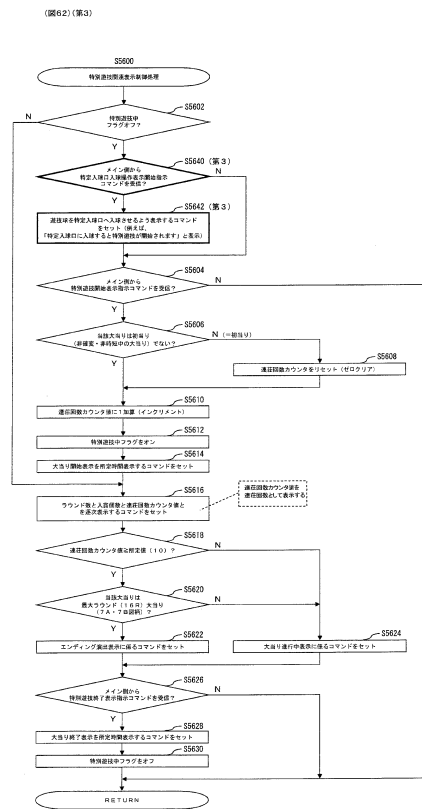 (図62)(第3)
S5600
特別遊技関連表示制御処理
S5602
特別遊技中
フラグオフ?
N
Y
S5640(第3)
メイン側から
特定入球口入球操作表示開始指示
コマンドを受信?
N
Y
S5642(第3)
遊技球を特定入球口へ入球させるよう表示するコマンド
をセット(例えば、
「特定入球口に入球すると特別遊技が開始されます」と表示)
S5604
メイン側から
特別遊技開始表示指示コマンドを受信?
N
Y
S5606
当該大当りは初当り
(非確変・非時短中の大当り)でない?
N(=初当り)
Y
S5608
連荘回数カウンタをリセット(ゼロクリア)
S5610
連荘回数カウンタ値に1加算(インクリメント)
S5612
特別遊技中フラグをオン
S5614
大当り開始表示を所定時間表示するコマンドをセット
S5616
ラウンド数と入賞個数と連荘回数カウンタ値と
を逐次表示するコマンドをセット
連荘回数カウンタ値を
連荘回数として表示する
S5618
連荘回数カウンタ値≧所定値(10)?
N
Y
S5620
当該大当りは
最大ラウンド(16R)大当り
(7A・7B図柄)?
N
Y
S5622
エンディング演出表示に係るコマンドをセット
S5624
大当り進行中表示に係るコマンドをセット
S5626
メイン側から
特別遊技終了表示指示コマンドを受信?
N
Y
S5628
大当り終了表示を所定時間表示するコマンドをセット
S5630
特別遊技中フラグをオフ
RETURN